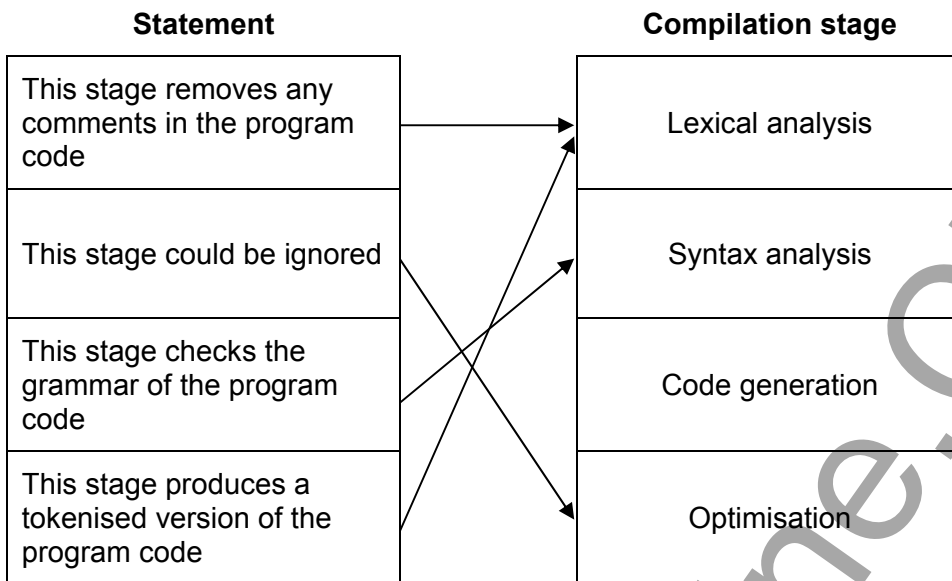 Statement
Compilation stage
This stage removes any
comments in the program
code
Lexical analysis
This stage could be ignored
Syntax analysis
This stage checks the
grammar of the program
code
Code generation
This stage produces a
tokenised version of the
program code
Optimisation